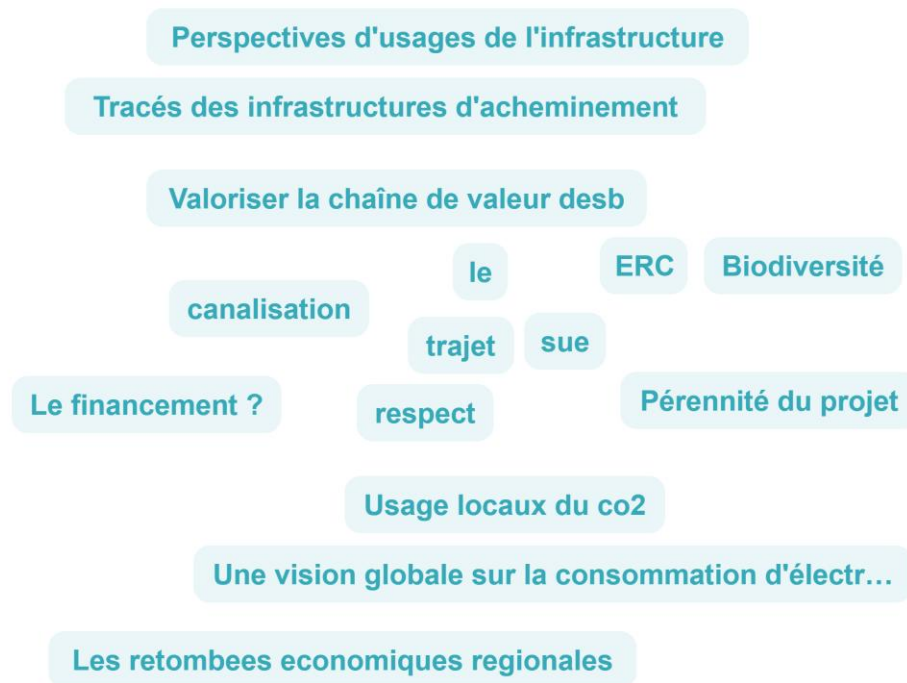 Perspectives d'usages de l'infrastructure
Tracés des infrastructures d'acheminement
Valoriser la chaîne de valeur desb
le
ERC
Biodiversité
canalisation
trajet
sue
Le financement ?
respect
Pérennité du projet
Usage locaux du co2
Une vision globale sur la consommation d'électr…
Les retombees economiques regionales